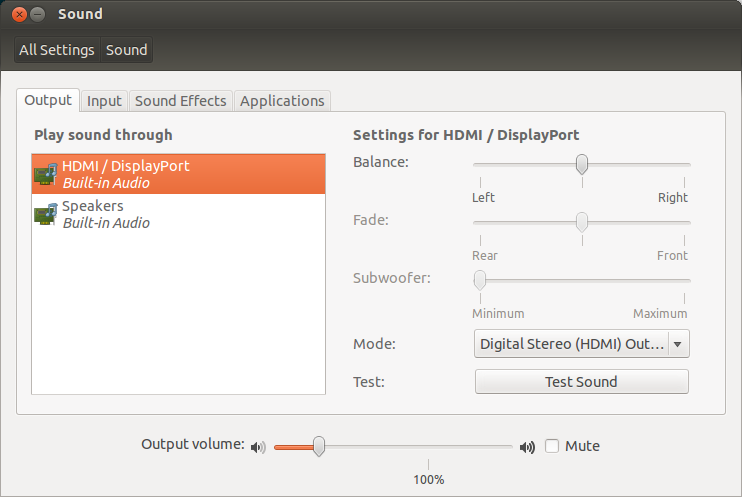 Sound
All Settings Sound
Output Input Sound Effects Applications
Play sound through
HDMI / DisplayPort
Built-in Audio
Speakers
Built-in Audio
Settings for HDMI / DisplayPort
Balance:
Left Right
Fade:
Rear Front
Subwoofer:
Minimum Maximum
Mode: Digital Stereo (HDMI) Out...
Test: Test Sound
Output volume: Mute
100%